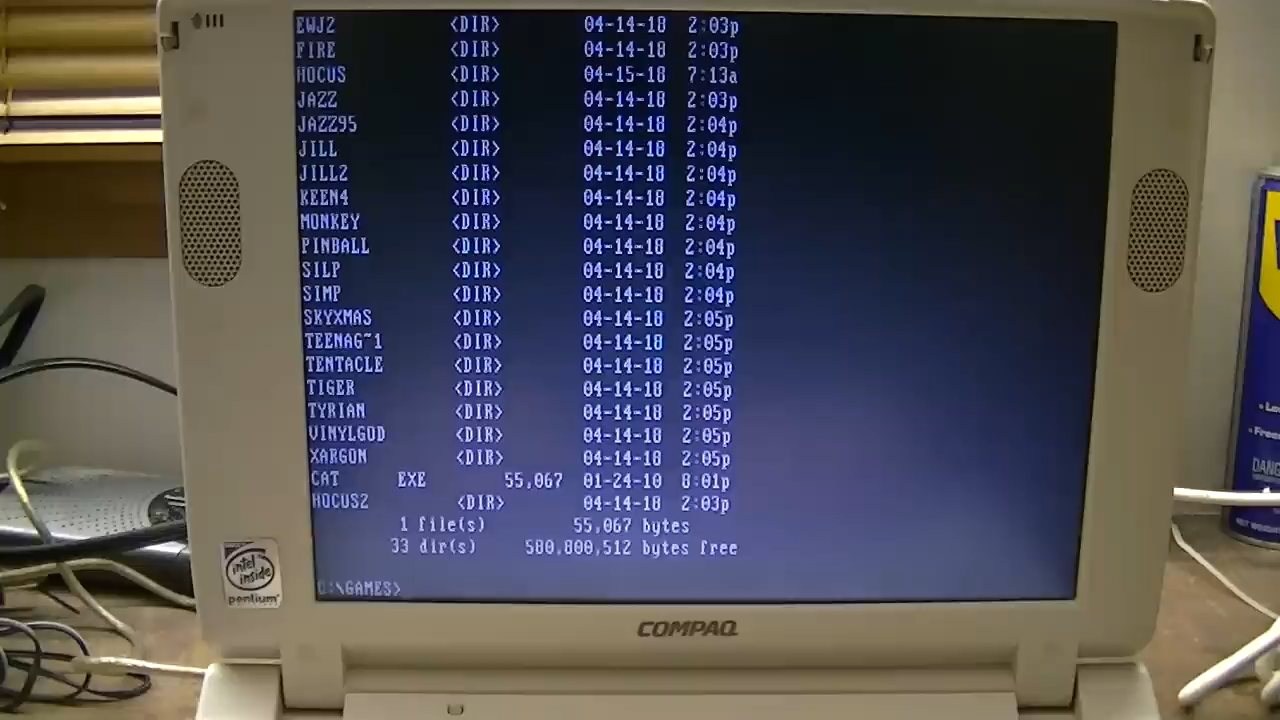 EWJ2 <DIR> 04-14-18 2:03p
FIRE <DIR> 04-14-18 2:03p
HOCUS <DIR> 04-15-18 7:13a
JAZZ <DIR> 04-14-18 2:03p
JAZZ95 <DIR> 04-14-18 2:04p
JILL <DIR> 04-14-18 2:04p
JILL2 <DIR> 04-14-18 2:04p
KEEN4 <DIR> 04-14-18 2:04p
MONKEY <DIR> 04-14-18 2:04p
PINBALL <DIR> 04-14-18 2:04p
SILP <DIR> 04-14-18 2:04p
SIMP <DIR> 04-14-18 2:04p
SKYXMAS <DIR> 04-14-18 2:05p
TEENAG~1 <DIR> 04-14-18 2:05p
TENTACLE <DIR> 04-14-18 2:05p
TIGER <DIR> 04-14-18 2:05p
TYRIAN <DIR> 04-14-18 2:05p
VINYLGOD <DIR> 04-14-18 2:05p
XARGON <DIR> 04-14-18 2:05p
CAT EXE 55,067 01-24-10 8:01p
HOCUS2 <DIR> 04-14-18 2:03p
1 file(s) 55,067 bytes
33 dir(s) 580,800,512 bytes free
C:\GAMES>
intel
inside
pentium
COMPAQ